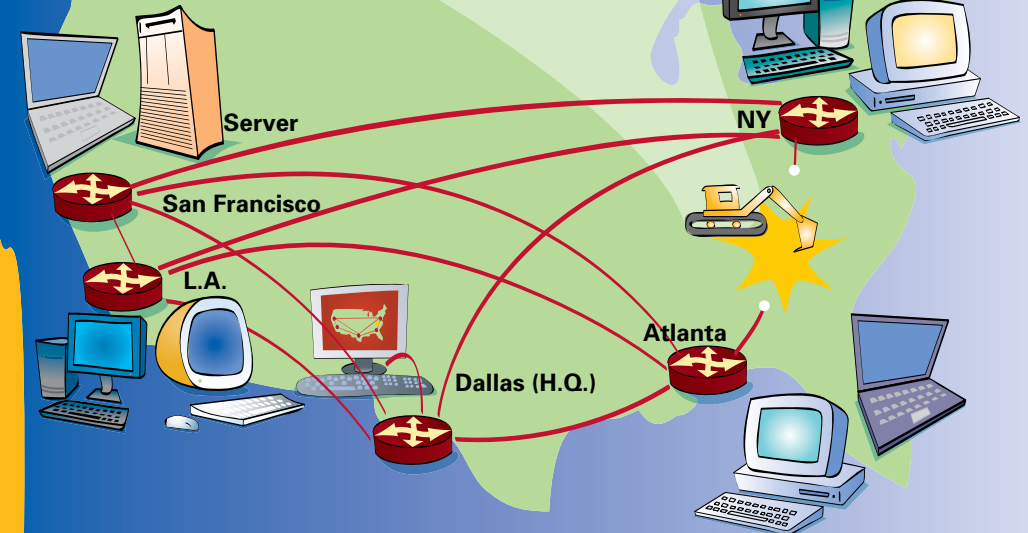 Server
NY
San Francisco
L.A.
Atlanta
Dallas (H.Q.)